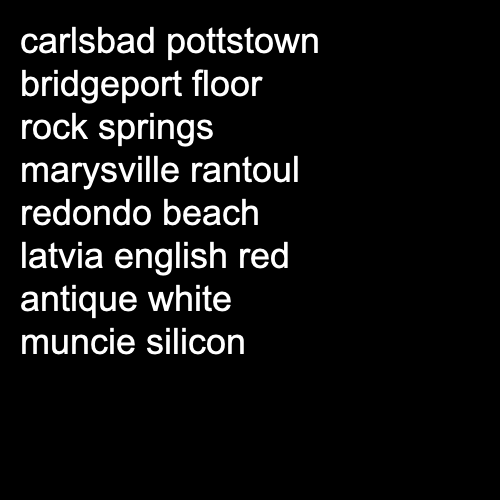 carlsbad pottstown
bridgeport floor
rock springs
marysville rantoul
redondo beach
latvia english red
antique white
muncie silicon